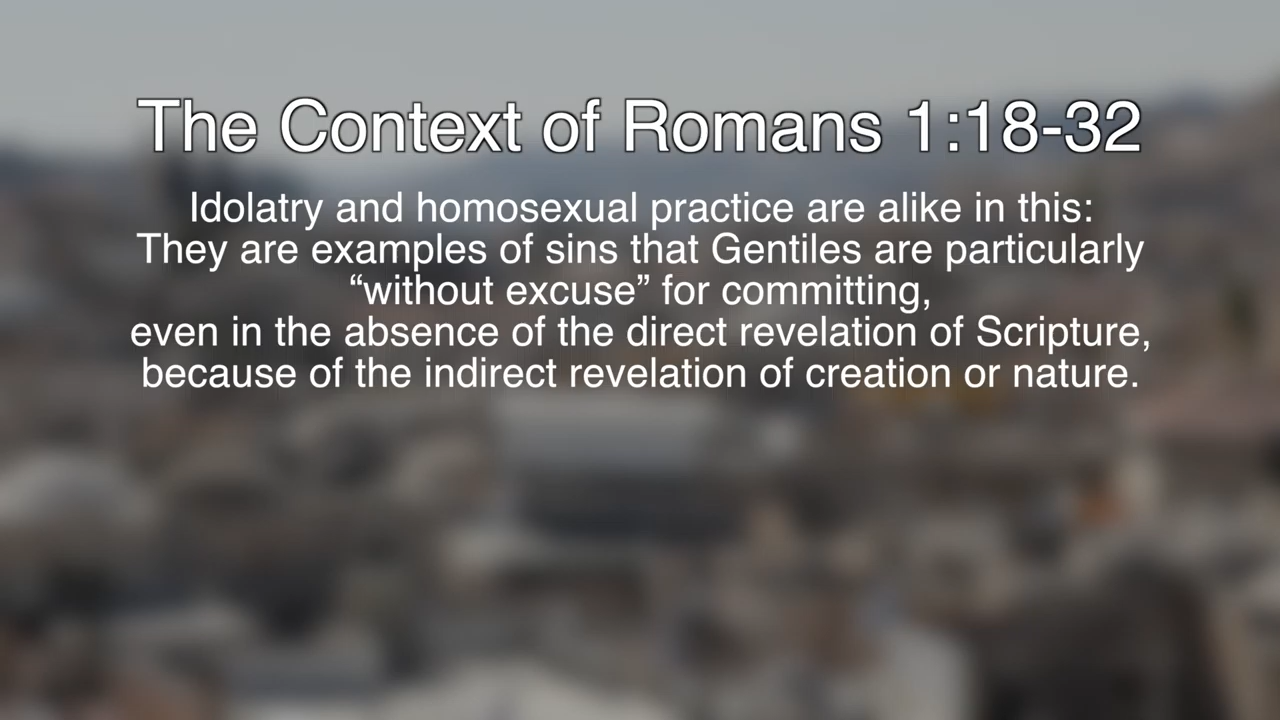 The Context of Romans 1:18-32
Idolatry and homosexual practice are alike in this:
They are examples of sins that Gentiles are particularly
“without excuse” for committing,
even in the absence of the direct revelation of Scripture,
because of the indirect revelation of creation or nature.